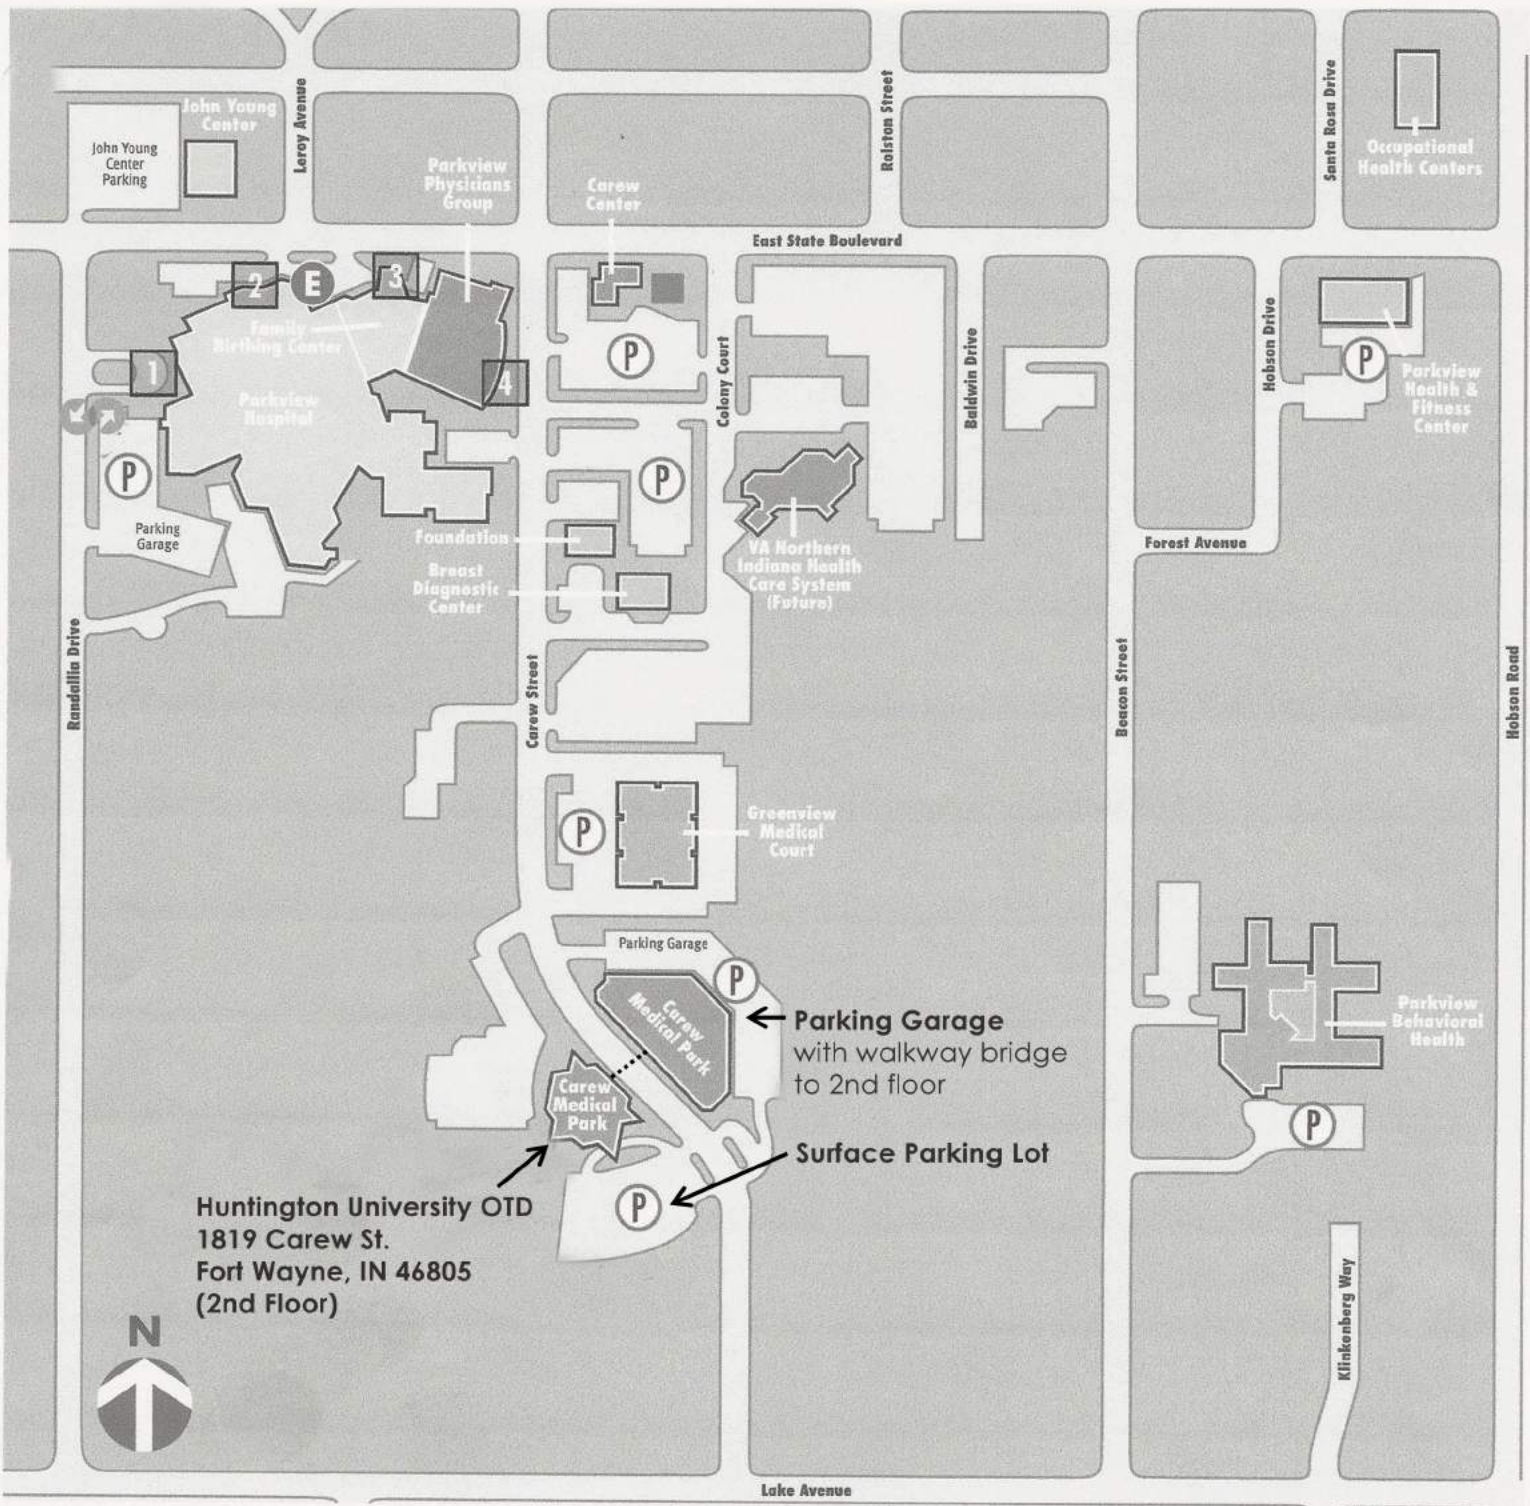 Leroy Avenue
Rolston Street
Santa Rosa Drive
John Young
Center
John Young
Center
Parking
Parkview
Physicians
Group
Carew
Center
Occupational
Health Centers
East State Boulevard
2
E
3
Family
Birthing Center
1
4
P
Colony Court
Baldwin Drive
Hobson Drive
P
Parkview
Health &
Fitness
Center
Parkview
Hospital
P
P
Parking
Garage
Foundation
Breast
Diagnostic
Center
VA Northern
Indiana Health
Care System
(Future)
Forest Avenue
Randallia Drive
Carew Street
Beacon Street
Hobson Road
P
Greenview
Medical
Court
Parking Garage
P
Carew
Medical Park
Parking Garage
with walkway bridge
to 2nd floor
Parkview
Behavioral
Health
Carew
Medical
Park
P
Surface Parking Lot
P
Huntington University OTD
1819 Carew St.
Fort Wayne, IN 46805
(2nd Floor)
N
Klinkenberg Way
Lake Avenue